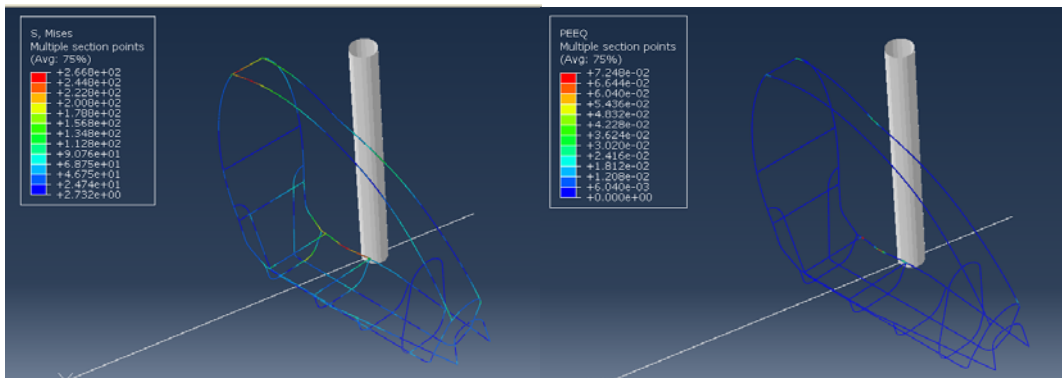 S, Mises
Multiple section points
(Avg: 75%)
+2.668e+02
+2.448e+02
+2.228e+02
+2.008e+02
+1.788e+02
+1.568e+02
+1.348e+02
+1.128e+02
+9.076e+01
+6.875e+01
+4.675e+01
+2.474e+01
+2.732e+00
PEEQ
Multiple section points
(Avg: 75%)
+7.248e-02
+6.644e-02
+6.040e-02
+5.436e-02
+4.832e-02
+4.228e-02
+3.624e-02
+3.020e-02
+2.416e-02
+1.812e-02
+1.208e-02
+6.040e-03
+0.000e+00